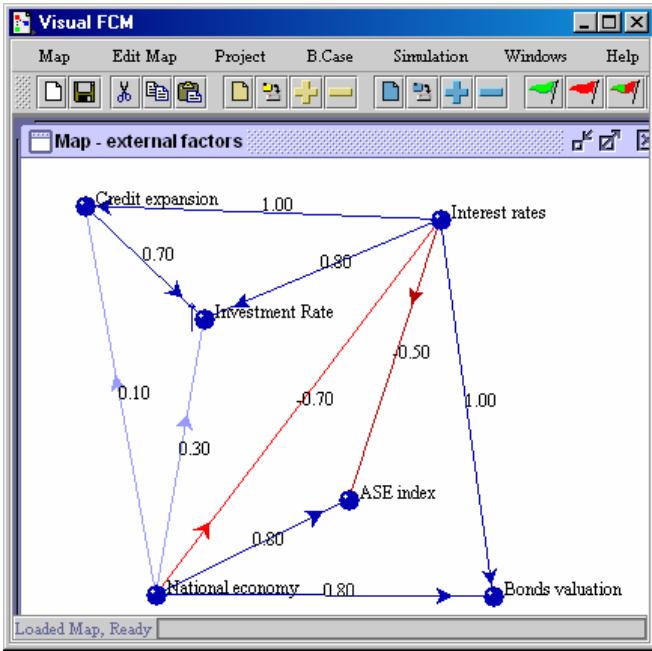 Visual FCM
Map Edit Map Project B.Case Simulation Windows Help
Map - external factors
Credit expansion
1.00
Interest rates
0.70
0.80
Investment Rate
-0.50
0.10
-0.70
1.00
0.30
ASE index
0.80
National economy
0.80
Bonds valuation
Loaded Map, Ready